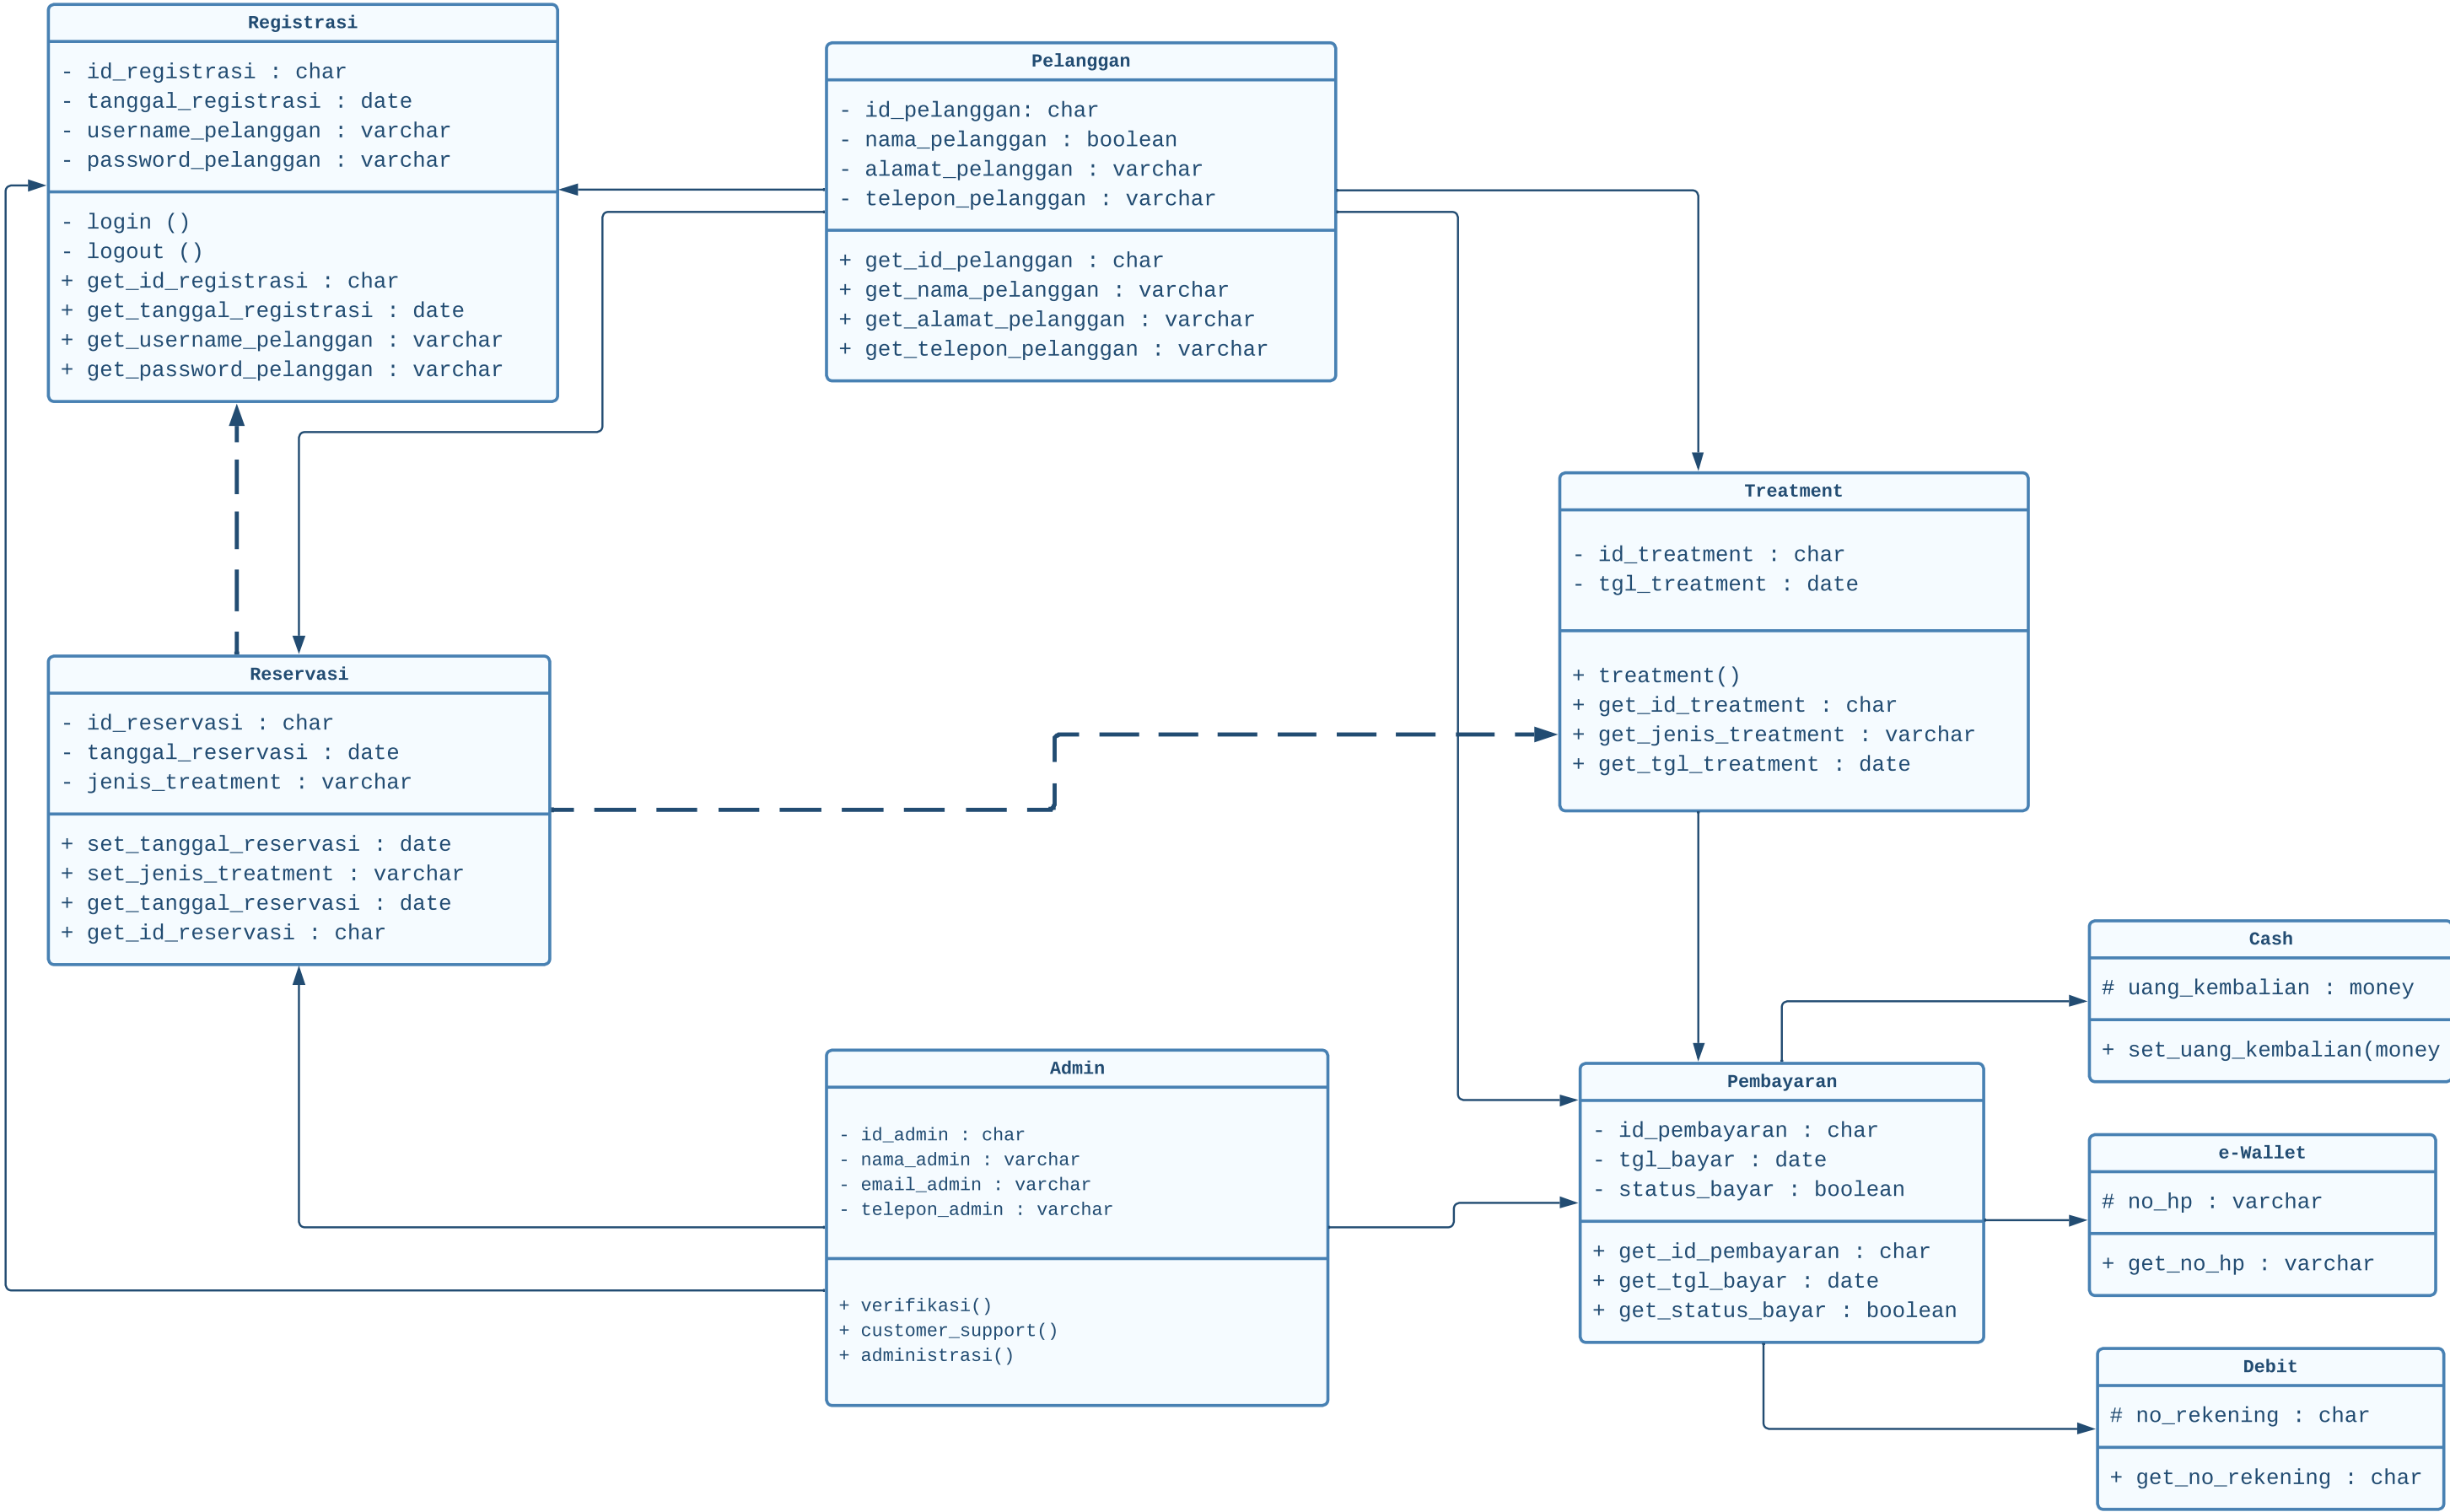 Registrasi
- id_registrasi : char
- tanggal_registrasi : date
- username_pelanggan : varchar
- password_pelanggan : varchar
- login ()
- logout ()
+ get_id_registrasi : char
+ get_tanggal_registrasi : date
+ get_username_pelanggan : varchar
+ get_password_pelanggan : varchar
Pelanggan
- id_pelanggan: char
- nama_pelanggan : boolean
- alamat_pelanggan : varchar
- telepon_pelanggan : varchar
+ get_id_pelanggan : char
+ get_nama_pelanggan : varchar
+ get_alamat_pelanggan : varchar
+ get_telepon_pelanggan : varchar
Treatment
- id_treatment : char
- tgl_treatment : date
+ treatment()
+ get_id_treatment : char
+ get_jenis_treatment : varchar
+ get_tgl_treatment : date
Reservasi
- id_reservasi : char
- tanggal_reservasi : date
- jenis_treatment : varchar
+ set_tanggal_reservasi : date
+ set_jenis_treatment : varchar
+ get_tanggal_reservasi : date
+ get_id_reservasi : char
Admin
- id_admin : char
- nama_admin : varchar
- email_admin : varchar
- telepon_admin : varchar
+ verifikasi()
+ customer_support()
+ administrasi()
Pembayaran
- id_pembayaran : char
- tgl_bayar : date
- status_bayar : boolean
+ get_id_pembayaran : char
+ get_tgl_bayar : date
+ get_status_bayar : boolean
Cash
# uang_kembalian : money
+ set_uang_kembalian(money
e-Wallet
# no_hp : varchar
+ get_no_hp : varchar
Debit
# no_rekening : char
+ get_no_rekening : char